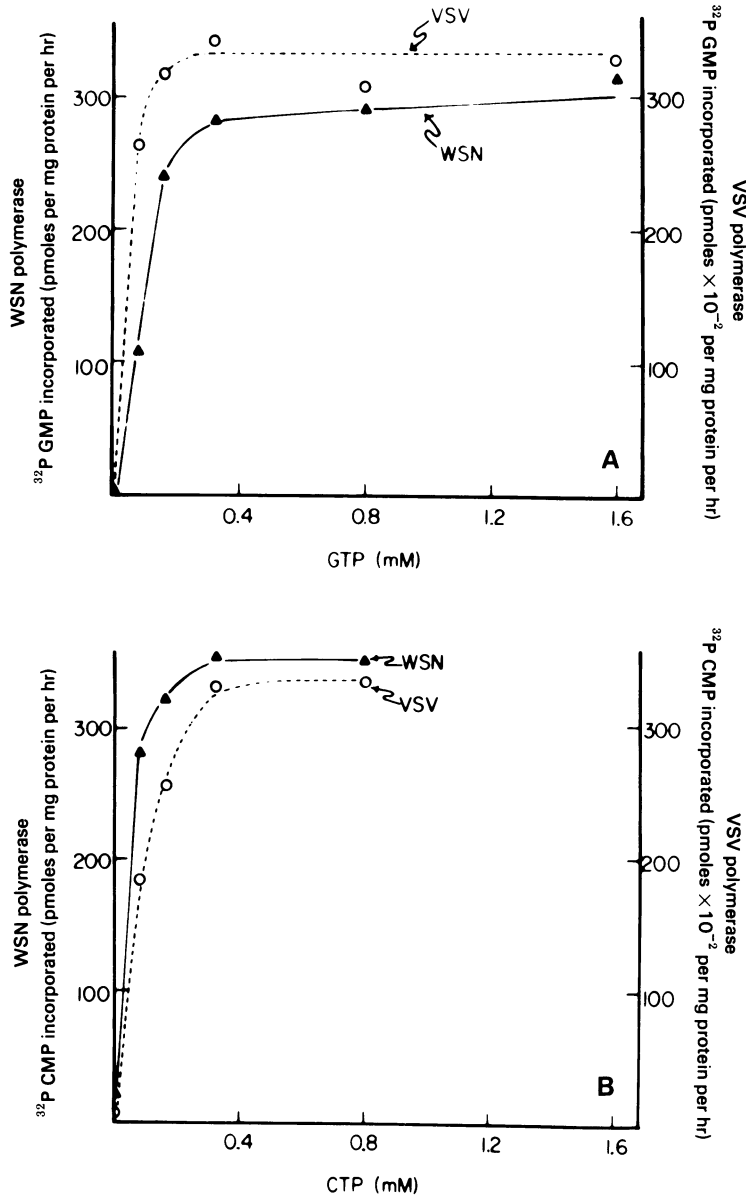 WSN polymerase
³²P GMP incorporated (pmoles per mg protein per hr)
300
200
100
VSV
WSN
A
300
200
100
VSV polymerase
³²P GMP incorporated (pmoles ×10⁻² per mg protein per hr)
0.4 0.8 1.2 1.6
GTP (mM)
WSN polymerase
³²P CMP incorporated (pmoles per mg protein per hr)
300
200
100
WSN
VSV
B
300
200
100
VSV polymerase
³²P CMP incorporated (pmoles ×10⁻² per mg protein per hr)
0.4 0.8 1.2 1.6
CTP (mM)